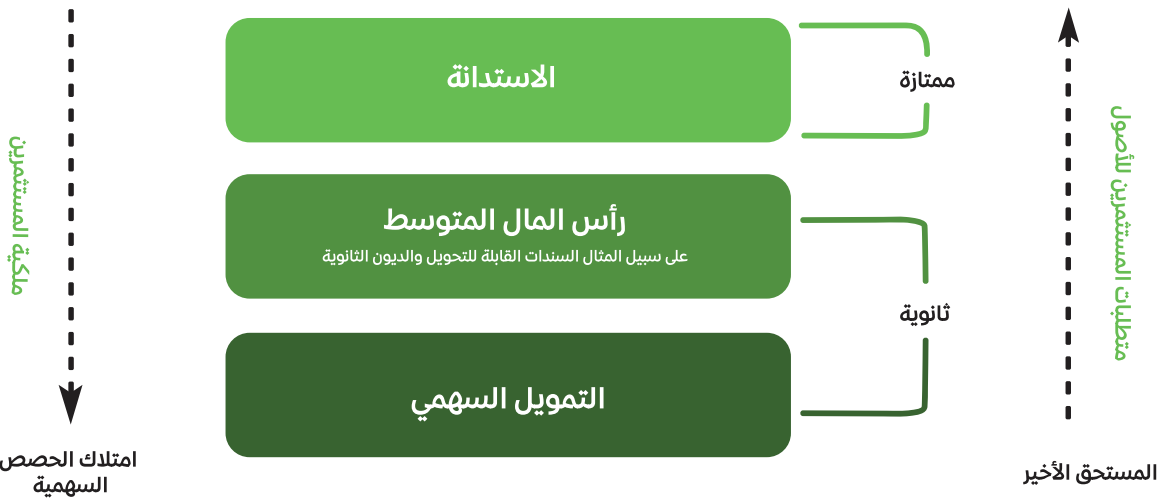 الاستدانة
ممتازة
رأس المال المتوسط
على سبيل المثال السندات القابلة للتحويل والديون الثانوية
ثانوية
التمويل السهمي
متطلبات المستثمرين للأصول
المستحق الأخير
ملكية المستثمرين
امتلاك الحصص
السهمية